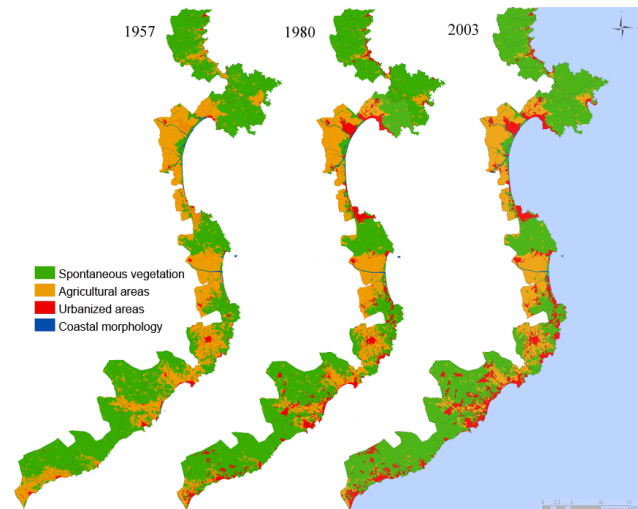 1957
1980
2003
Spontaneous vegetation
Agricultural areas
Urbanized areas
Coastal morphology